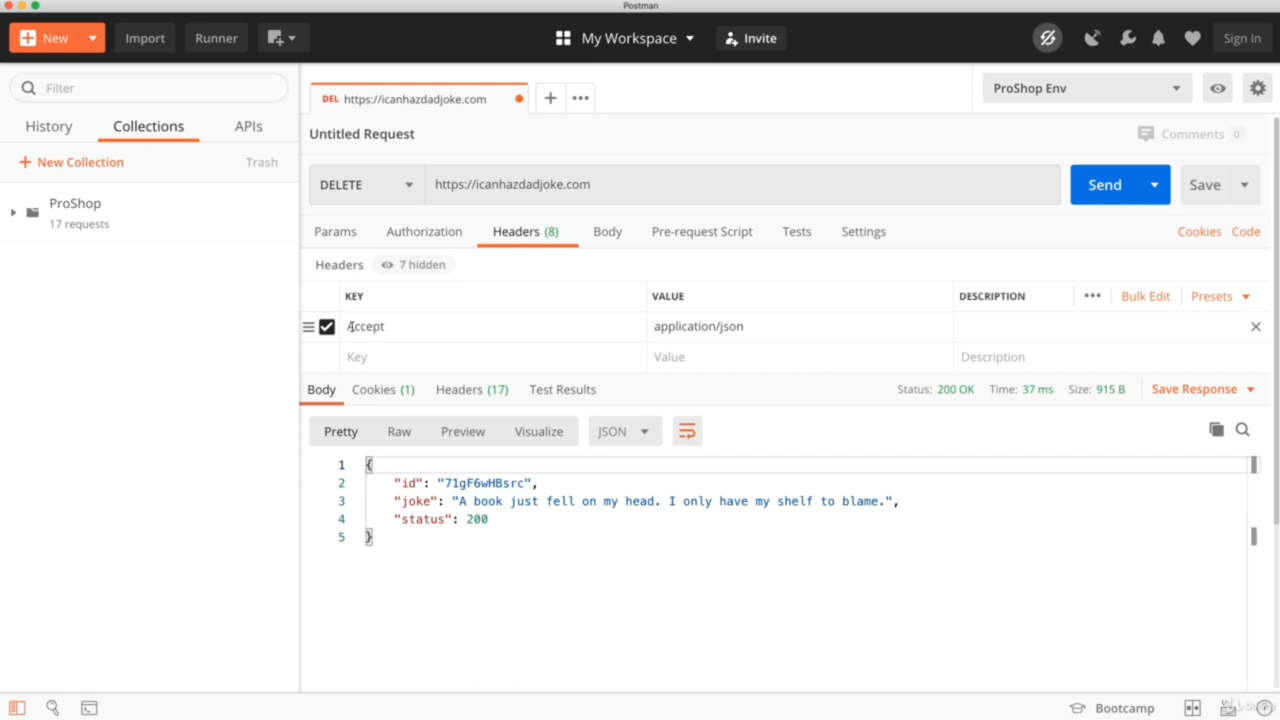 Postman
New
Import
Runner
My Workspace
Invite
Sign In
Filter
History
Collections
APIs
+ New Collection
Trash
ProShop
17 requests
DEL https://icanhazdadjoke.com
ProShop Env
Untitled Request
Comments 0
DELETE
https://icanhazdadjoke.com
Send
Save
Params
Authorization
Headers (8)
Body
Pre-request Script
Tests
Settings
Cookies
Code
Headers
7 hidden
KEY
VALUE
DESCRIPTION
Bulk Edit
Presets
Accept
application/json
Key
Value
Description
Body
Cookies (1)
Headers (17)
Test Results
Status: 200 OK
Time: 37 ms
Size: 915 B
Save Response
Pretty
Raw
Preview
Visualize
JSON
1 {
2 "id": "71gF6wHBsrc",
3 "joke": "A book just fell on my head. I only have my shelf to blame.",
4 "status": 200
5 }
Bootcamp